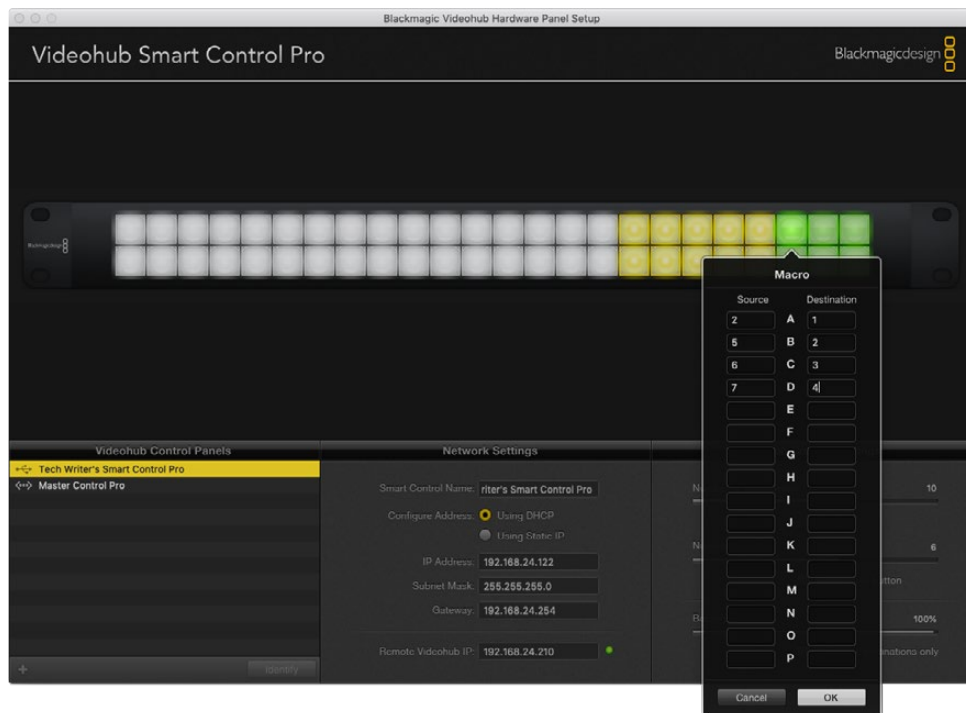 Blackmagic Videohub Hardware Panel Setup
Videohub Smart Control Pro
Blackmagicdesign
Blackmagicdesign
Macro
Source Destination
2 A 1
5 B 2
6 C 3
7 D 4
E
F
G
H
I
J
K
L
M
N
O
P
Cancel OK
Videohub Control Panels
Tech Writer's Smart Control Pro
Master Control Pro
Identify
Network Settings
Smart Control Name: riter's Smart Control Pro
Configure Address: Using DHCP
Using Static IP
IP Address: 192.168.24.122
Subnet Mask: 255.255.255.0
Gateway: 192.168.24.254
Remote Videohub IP: 192.168.24.210
10
6
100%
only